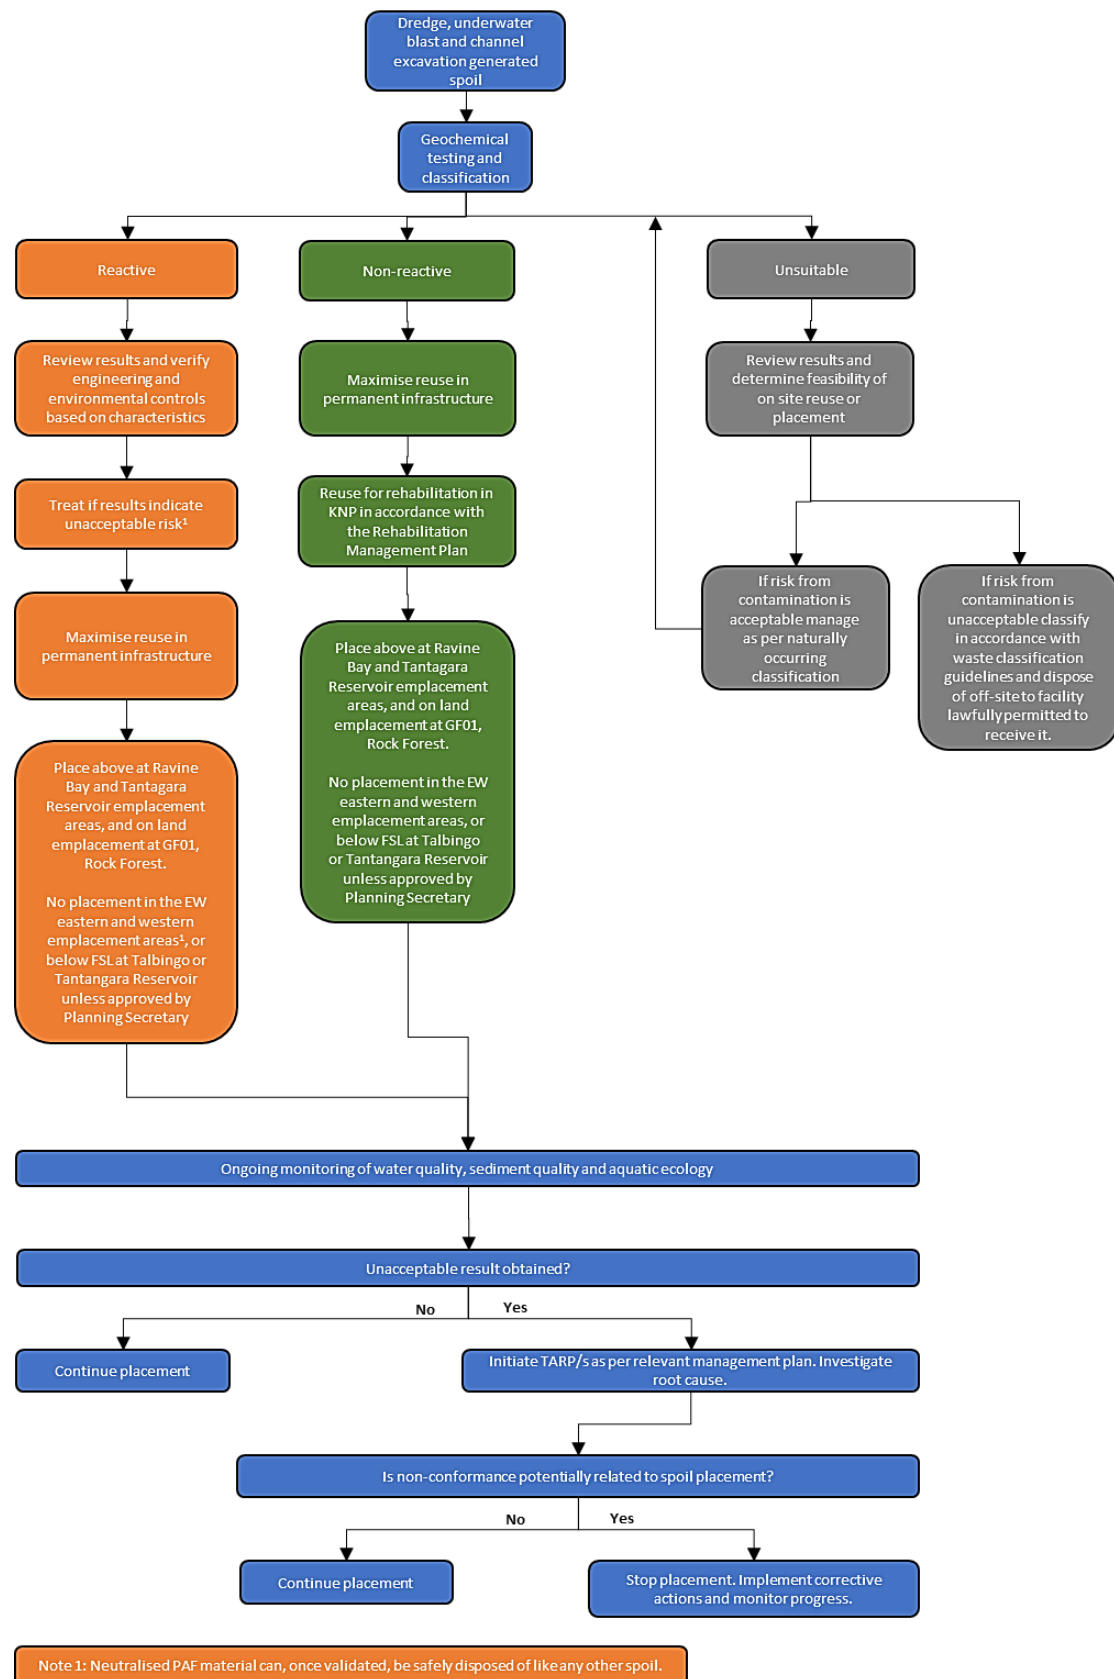 Dredge, underwater
blast and channel
excavation generated
spoil
Geochemical
testing and
classification
Reactive
Non-reactive
Unsuitable
Review results and verify
engineering and
environmental controls
based on characteristics
Maximise reuse in
permanent infrastructure
Review results and
determine feasibility of
on site reuse or
placement
Treat if results indicate
unacceptable risk¹
Reuse for rehabilitation in
KNP in accordance with
the Rehabilitation
Management Plan
Maximise reuse in
permanent infrastructure
If risk from
contamination is
acceptable manage
as per naturally
occurring
classification
If risk from
contamination is
unacceptable classify
in accordance with
waste classification
guidelines and dispose
of off-site to facility
lawfully permitted to
receive it.
Place above at Ravine
Bay and Tantagara
Reservoir emplacement
areas, and on land
emplacement at GF01,
Rock Forest.
No placement in the EW
eastern and western
emplacement areas¹, or
below FSL at Talbingo or
Tantangara Reservoir
unless approved by
Planning Secretary
Place above at Ravine
Bay and Tantagara
Reservoir emplacement
areas, and on land
emplacement at GF01,
Rock Forest.
No placement in the EW
eastern and western
emplacement areas, or
below FSL at Talbingo
or Tantangara Reservoir
unless approved by
Planning Secretary
Ongoing monitoring of water quality, sediment quality and aquatic ecology
Unacceptable result obtained?
No
Yes
Continue placement
Initiate TARP/s as per relevant management plan. Investigate
root cause.
Is non-conformance potentially related to spoil placement?
No
Yes
Continue placement
Stop placement. Implement corrective
actions and monitor progress.
Note 1: Neutralised PAF material can, once validated, be safely disposed of like any other spoil.